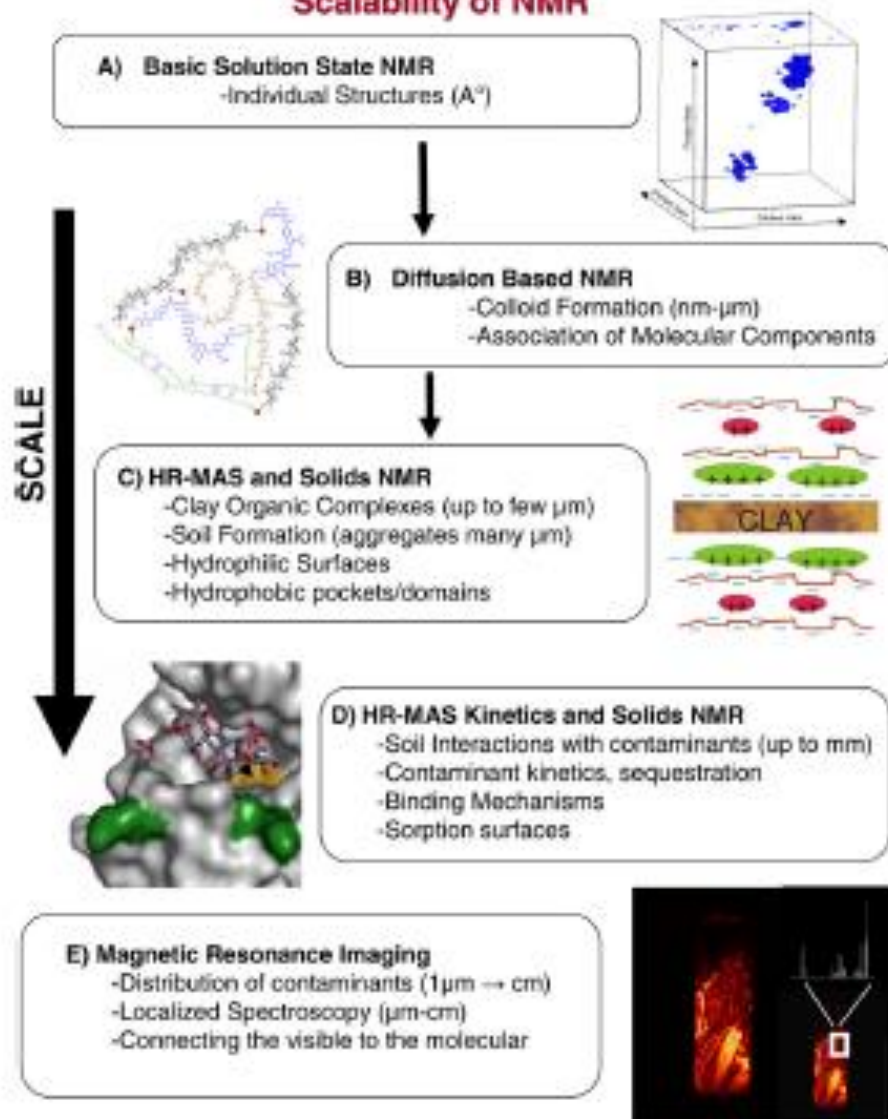 Scalability of NMR
A) Basic Solution State NMR
-Individual Structures (A°)
B) Diffusion Based NMR
-Colloid Formation (nm-µm)
-Association of Molecular Components
SCALE
C) HR-MAS and Solids NMR
-Clay Organic Complexes (up to few µm)
-Soil Formation (aggregates many µm)
-Hydrophilic Surfaces
-Hydrophobic pockets/domains
CLAY
D) HR-MAS Kinetics and Solids NMR
-Soil Interactions with contaminants (up to mm)
-Contaminant kinetics, sequestration
-Binding Mechanisms
-Sorption surfaces
E) Magnetic Resonance Imaging
-Distribution of contaminants (1µm → cm)
-Localized Spectroscopy (µm-cm)
-Connecting the visible to the molecular